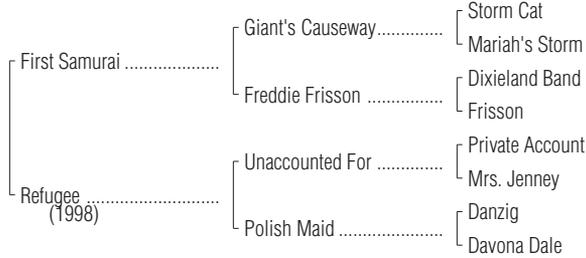 Storm Cat
Giant's Causeway..............
Mariah's Storm
First Samurai ....................
Dixieland Band
Freddie Frisson ................
Frisson
Private Account
Unaccounted For ..............
Mrs. Jenney
Refugee ............................
(1998)
Danzig
Polish Maid ......................
Davona Dale